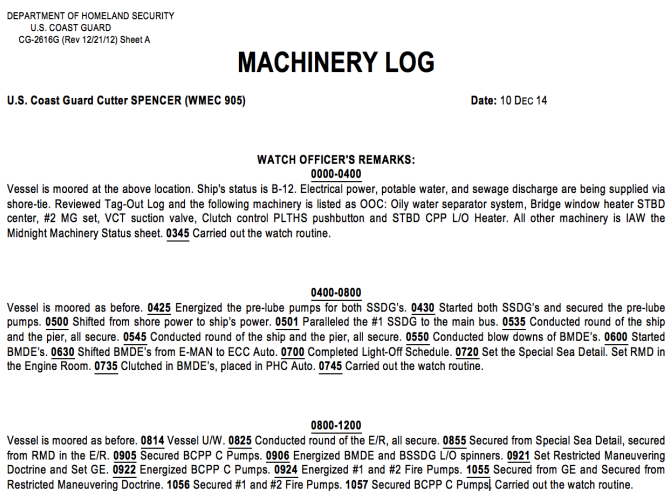 DEPARTMENT OF HOMELAND SECURITY
U.S. COAST GUARD
CG-2616G (Rev 12/21/12) Sheet A
MACHINERY LOG
U.S. Coast Guard Cutter SPENCER (WMEC 905) Date: 10 DEC 14
WATCH OFFICER'S REMARKS:
0000-0400
Vessel is moored at the above location. Ship's status is B-12. Electrical power, potable water, and sewage discharge are being supplied via
shore-tie. Reviewed Tag-Out Log and the following machinery is listed as OOC: Oily water separator system, Bridge window heater STBD
center, #2 MG set, VCT suction valve, Clutch control PLTHS pushbutton and STBD CPP L/O Heater. All other machinery is IAW the
Midnight Machinery Status sheet. 0345 Carried out the watch routine.
0400-0800
Vessel is moored as before. 0425 Energized the pre-lube pumps for both SSDG's. 0430 Started both SSDG's and secured the pre-lube
pumps. 0500 Shifted from shore power to ship's power. 0501 Paralleled the #1 SSDG to the main bus. 0535 Conducted round of the ship
and the pier, all secure. 0545 Conducted round of the ship and the pier, all secure. 0550 Conducted blow downs of BMDE's. 0600 Started
BMDE's. 0630 Shifted BMDE's from E-MAN to ECC Auto. 0700 Completed Light-Off Schedule. 0720 Set the Special Sea Detail. Set RMD in
the Engine Room. 0735 Clutched in BMDE's, placed in PHC Auto. 0745 Carried out the watch routine.
0800-1200
Vessel is moored as before. 0814 Vessel U/W. 0825 Conducted round of the E/R, all secure. 0855 Secured from Special Sea Detail, secured
from RMD in the E/R. 0905 Secured BCPP C Pumps. 0906 Energized BMDE and BSSDG L/O spinners. 0921 Set Restricted Maneuvering
Doctrine and Set GE. 0922 Energized BCPP C Pumps. 0924 Energized #1 and #2 Fire Pumps. 1055 Secured from GE and Secured from
Restricted Maneuvering Doctrine. 1056 Secured #1 and #2 Fire Pumps. 1057 Secured BCPP C Pumps. Carried out the watch routine.